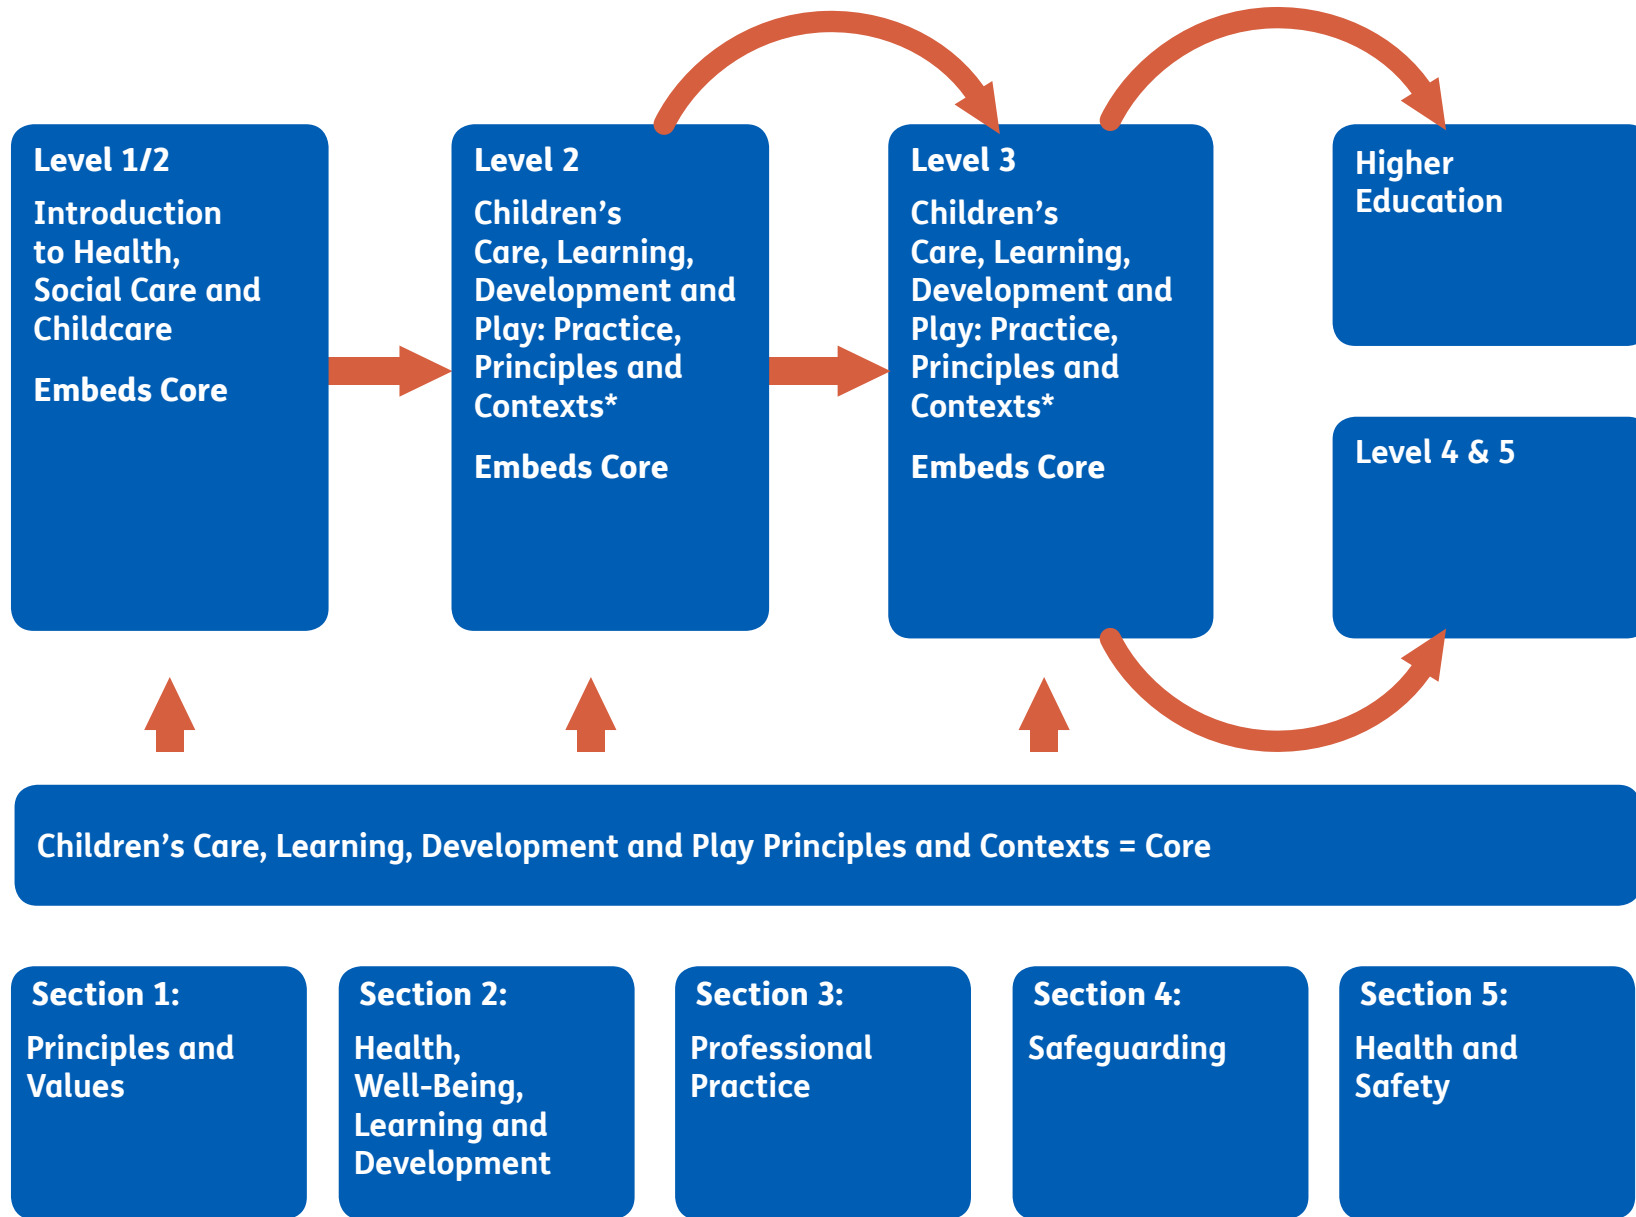 Level 1/2
Introduction
to Health,
Social Care and
Childcare
Embeds Core
Level 2
Children’s
Care, Learning,
Development and
Play: Practice,
Principles and
Contexts*
Embeds Core
Level 3
Children’s
Care, Learning,
Development and
Play: Practice,
Principles and
Contexts*
Embeds Core
Higher
Education
Level 4 & 5
Children’s Care, Learning, Development and Play Principles and Contexts = Core
Section 1:
Principles and
Values
Section 2:
Health,
Well-Being,
Learning and
Development
Section 3:
Professional
Practice
Section 4:
Safeguarding
Section 5:
Health and
Safety